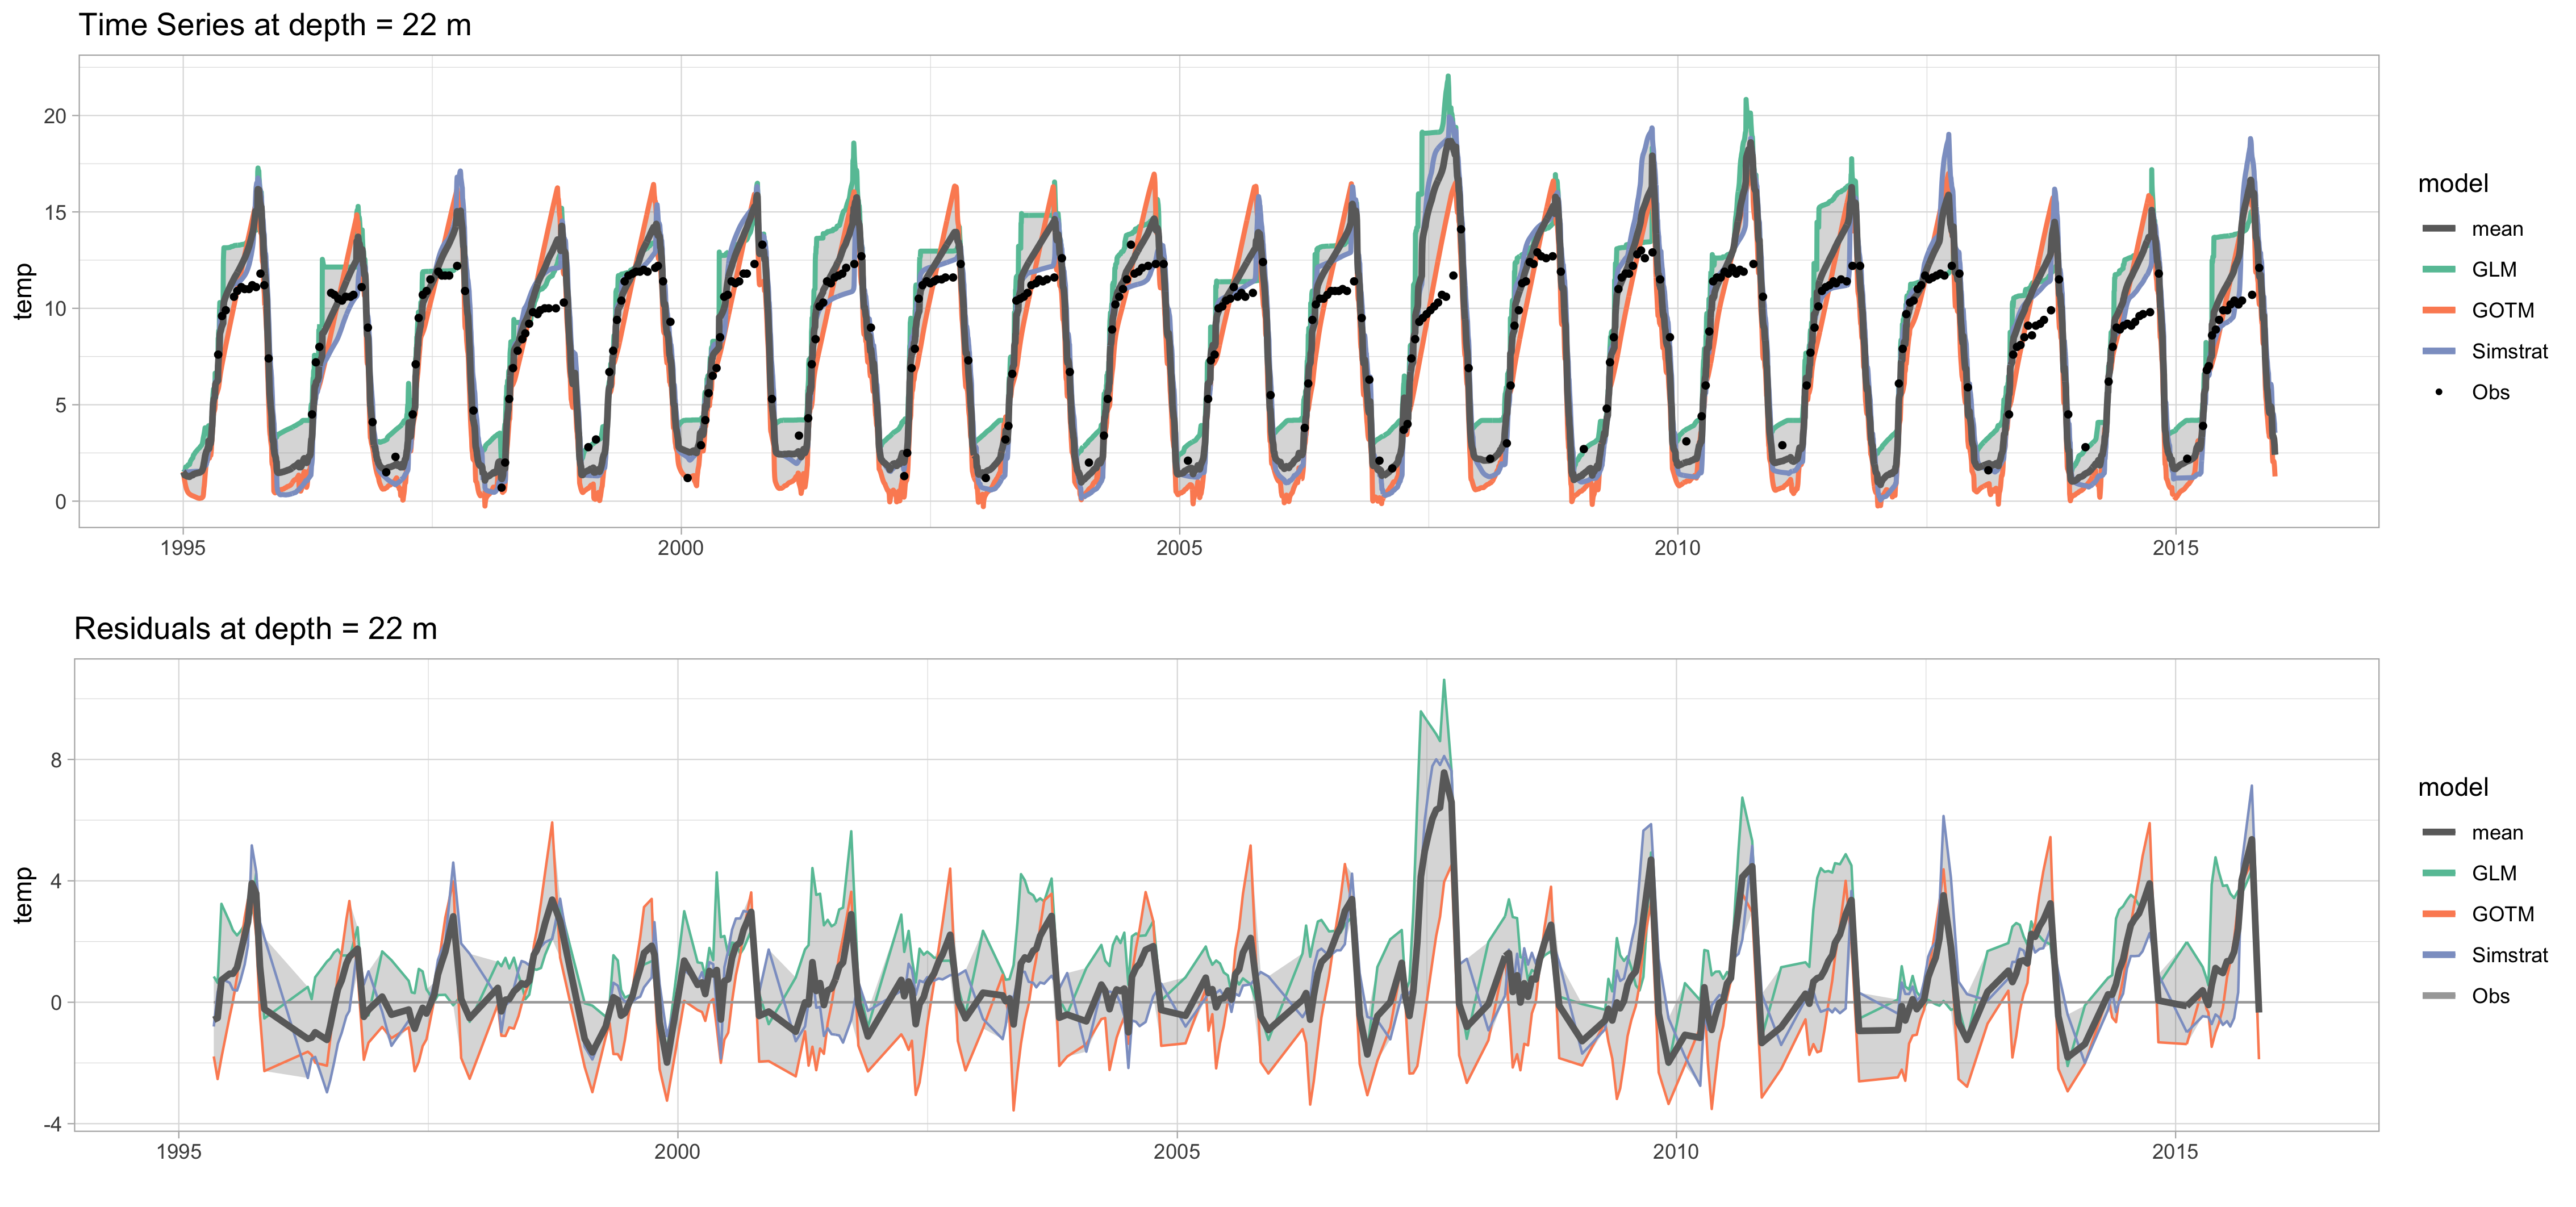 Time Series at depth = 22 m
temp
20
15
10
5
0
1995
2000
2005
2010
2015
model
mean
GLM
GOTM
Simstrat
Obs
Residuals at depth = 22 m
temp
8
4
0
-4
1995
2000
2005
2010
2015
model
mean
GLM
GOTM
Simstrat
Obs